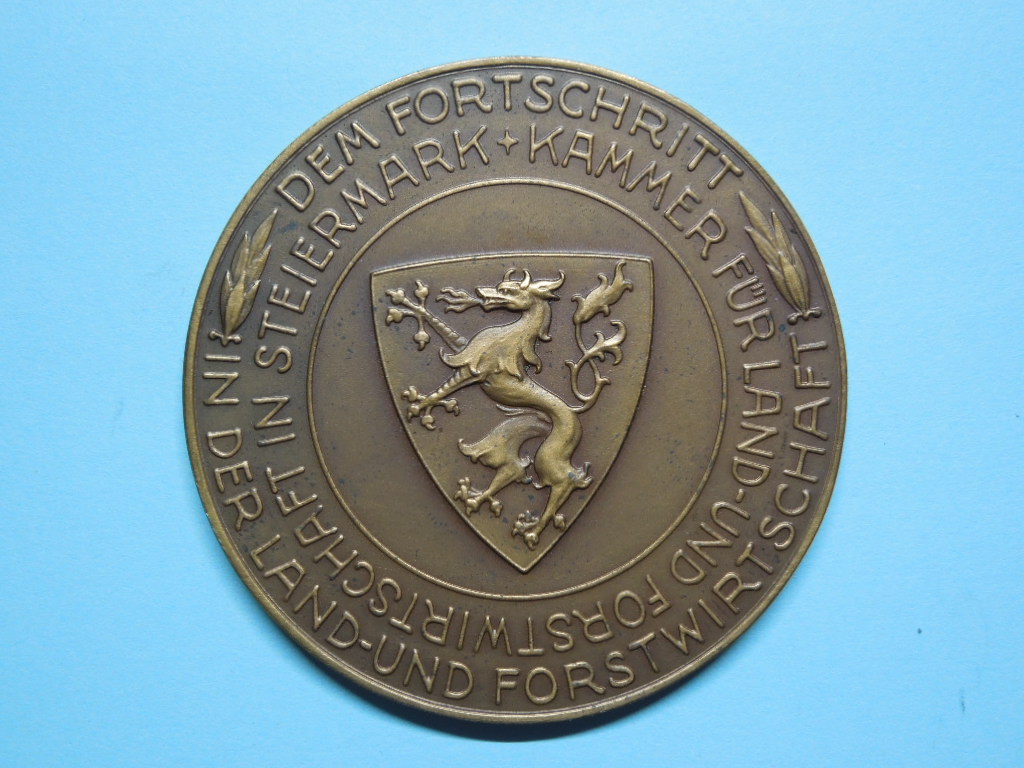 DEM FORTSCHRITT
IN DER LAND-UND FORSTWIRTSCHAFT
KAMMER FÜR LAND-UND FORSTWIRTSCHAFT IN STEIERMARK